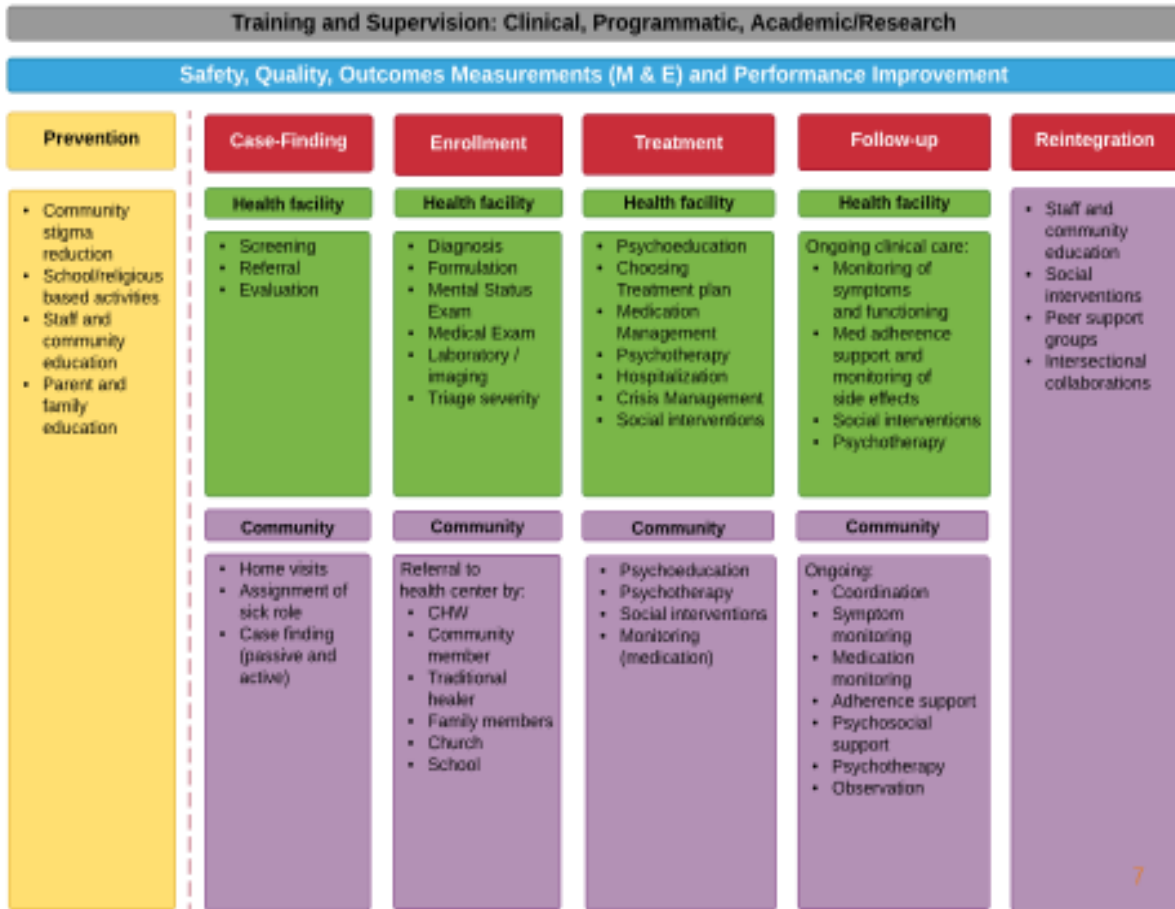 Training and Supervision: Clinical, Programmatic, Academic/Research
Safety, Quality, Outcomes Measurements (M & E) and Performance Improvement
Prevention
• Community
stigma
reduction
• School/religious
based activities
• Staff and
community
education
• Parent and
family
education
Case-Finding
Health facility
• Screening
• Referral
• Evaluation
Community
• Home visits
• Assignment of
sick role
• Case finding
(passive and
active)
Enrollment
Health facility
• Diagnosis
• Formulation
• Mental Status
Exam
• Medical Exam
• Laboratory /
imaging
• Triage severity
Community
Referral to
health center by:
• CHW
• Community
member
• Traditional
healer
• Family members
• Church
• School
Treatment
Health facility
• Psychoeducation
• Choosing
Treatment plan
• Medication
Management
• Psychotherapy
• Hospitalization
• Crisis Management
• Social interventions
Community
• Psychoeducation
• Psychotherapy
• Social interventions
• Monitoring
(medication)
Follow-up
Health facility
Ongoing clinical care:
• Monitoring of
symptoms
and functioning
• Med adherence
support and
monitoring of
side effects
• Social interventions
• Psychotherapy
Community
Ongoing:
• Coordination
• Symptom
monitoring
• Medication
monitoring
• Adherence support
• Psychosocial
support
• Psychotherapy
• Observation
Reintegration
• Staff and
community
education
• Social
interventions
• Peer support
groups
• Intersectional
collaborations
7